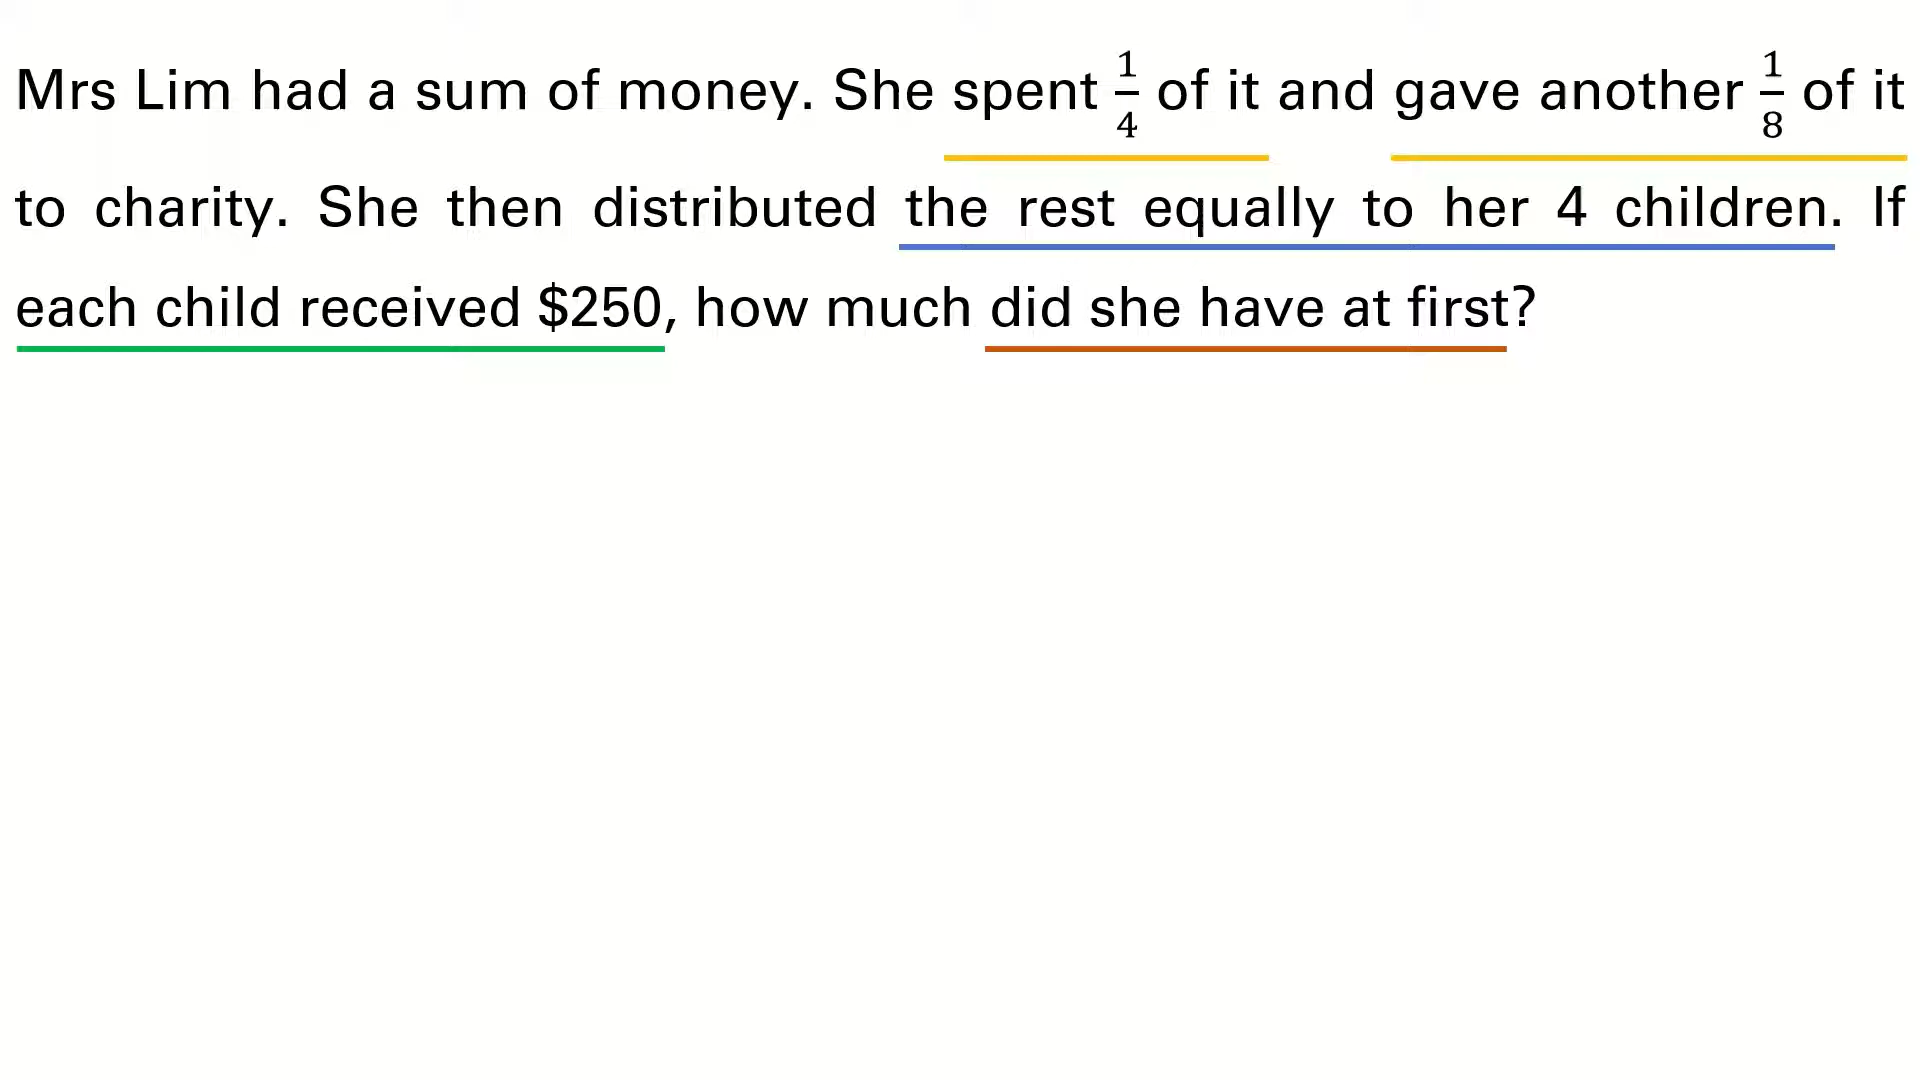 Mrs Lim had a sum of money. She spent 1/4 of it and gave another 1/8 of it
to charity. She then distributed the rest equally to her 4 children. If
each child received $250, how much did she have at first?